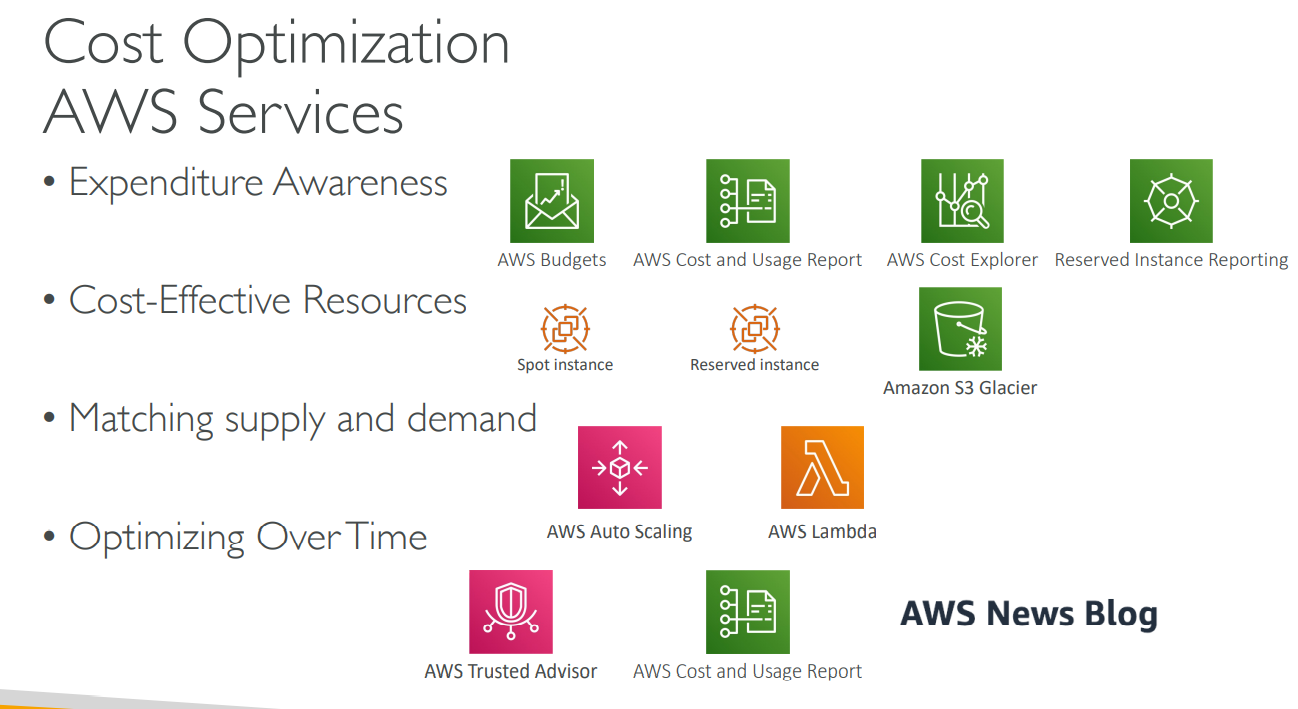 Cost Optimization
AWS Services
• Expenditure Awareness
AWS Budgets
AWS Cost and Usage Report
AWS Cost Explorer
Reserved Instance Reporting
• Cost-Effective Resources
Spot instance
Reserved instance
Amazon S3 Glacier
• Matching supply and demand
AWS Auto Scaling
AWS Lambda
• Optimizing Over Time
AWS Trusted Advisor
AWS Cost and Usage Report
AWS News Blog